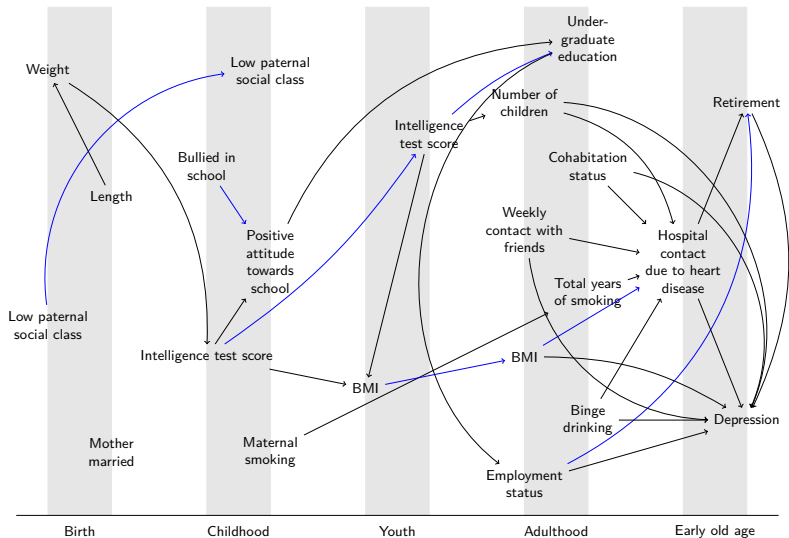 Under-
graduate
education
Weight
Low paternal
social class
Number of
children
Retirement
Intelligence
test score
Bullied in
school
Cohabitation
status
Length
Weekly
contact with
friends
Positive
attitude
towards
school
Hospital
contact
due to heart
disease
Total years
of smoking
Low paternal
social class
Intelligence test score
BMI
BMI
Binge
drinking
Depression
Mother
married
Maternal
smoking
Employment
status
Birth
Childhood
Youth
Adulthood
Early old age